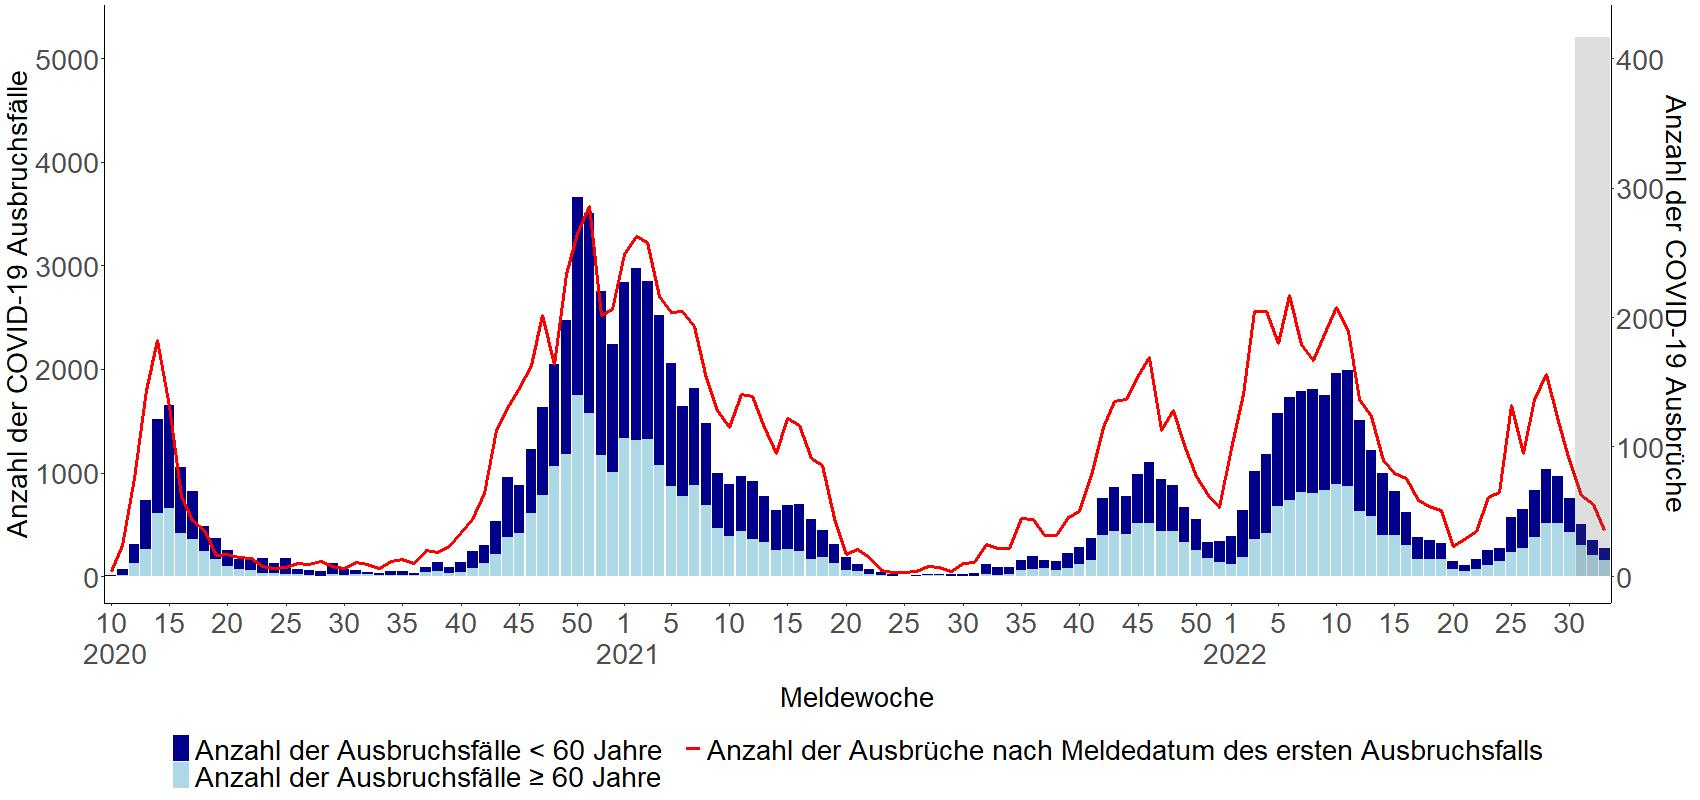 Anzahl der COVID-19 Ausbruchsfälle
5000
4000
3000
2000
1000
0
400
300
200
100
0
Anzahl der COVID-19 Ausbrüche
10 15 20 25 30 35 40 45 50 1 5 10 15 20 25 30 35 40 45 50 1 5 10 15 20 25 30
2020 2021 2022
Meldewoche
Anzahl der Ausbruchsfälle < 60 Jahre
Anzahl der Ausbrüche nach Meldedatum des ersten Ausbruchsfalls
Anzahl der Ausbruchsfälle ≥ 60 Jahre